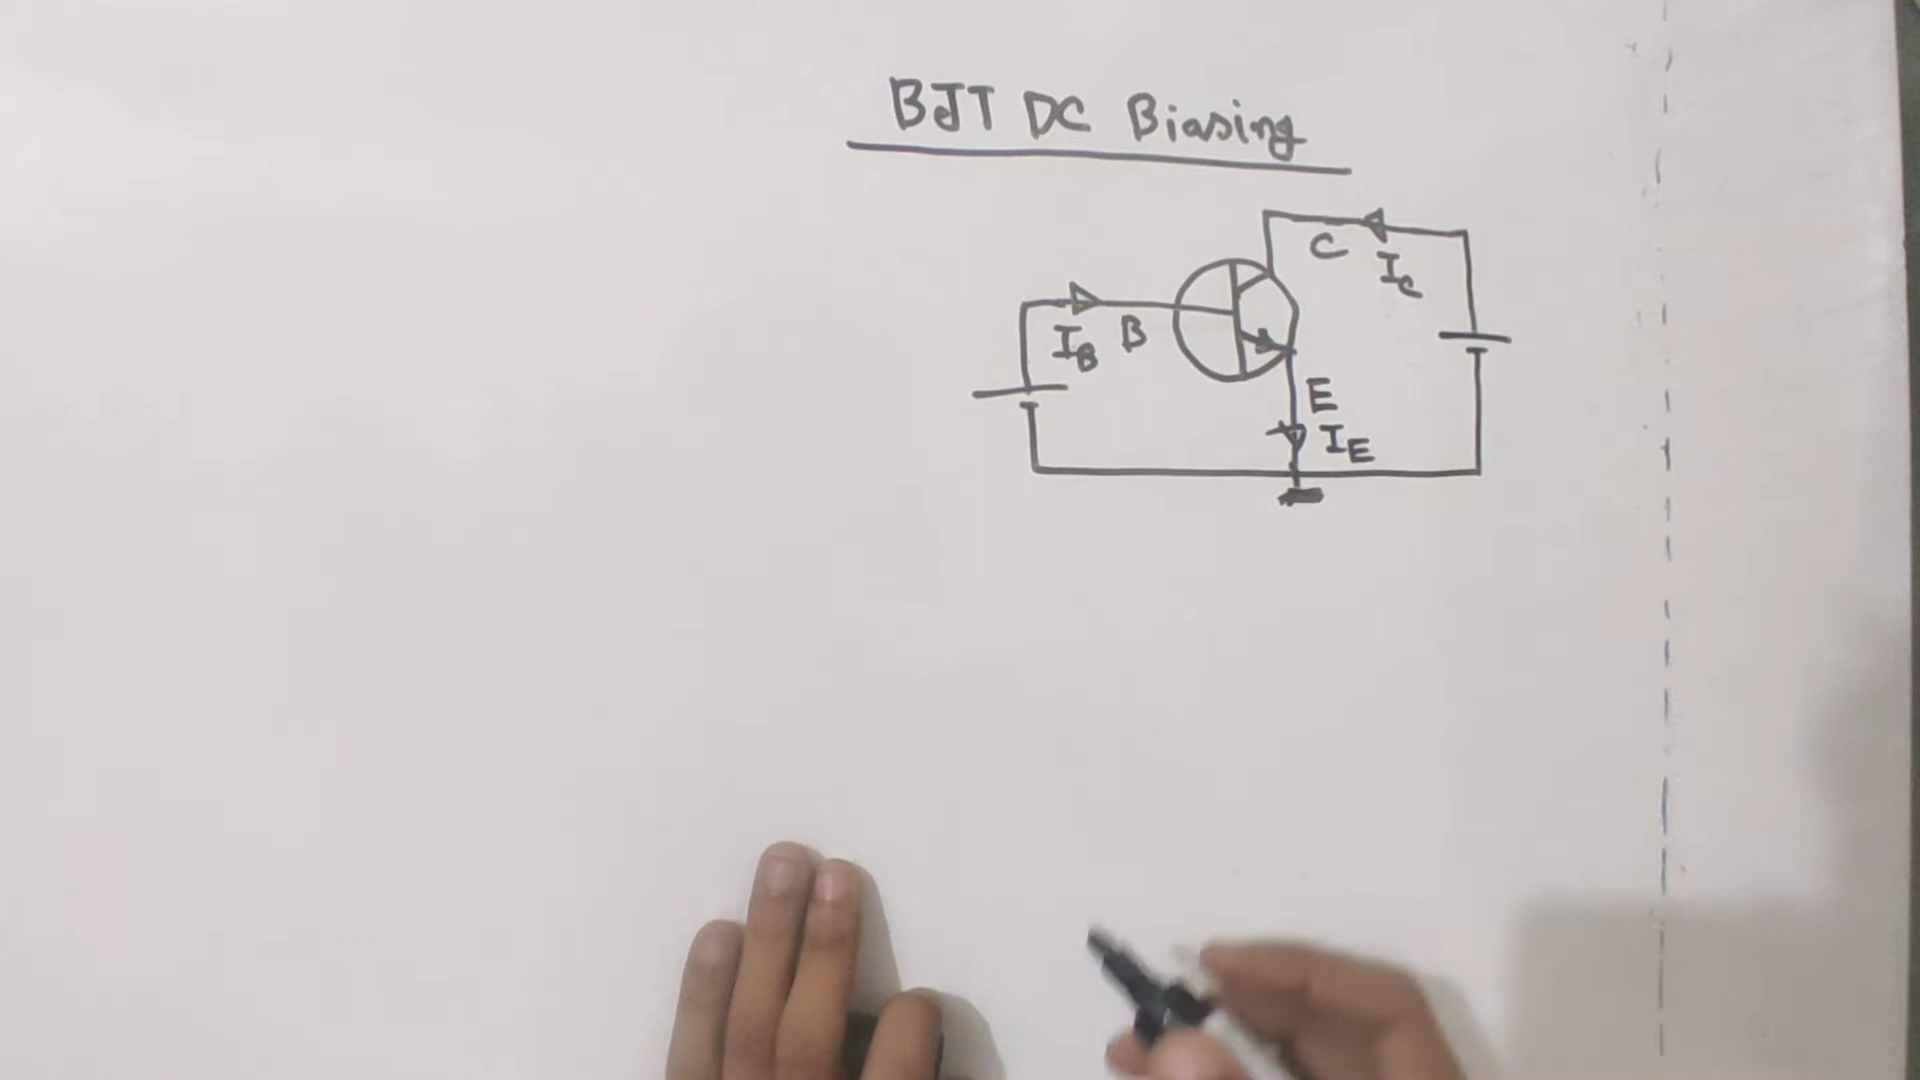 BJT DC Biasing
C
I_C
I_B B
E
I_E